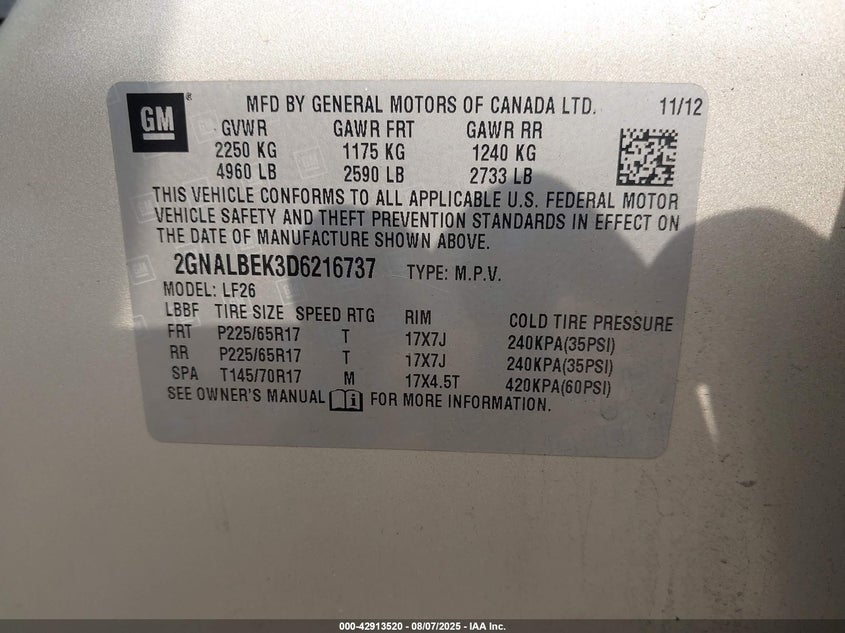 GM ® MFD BY GENERAL MOTORS OF CANADA LTD. 11/12
GVWR GAWR FRT GAWR RR
2250 KG 1175 KG 1240 KG
4960 LB 2590 LB 2733 LB
THIS VEHICLE CONFORMS TO ALL APPLICABLE U.S. FEDERAL MOTOR
VEHICLE SAFETY AND THEFT PREVENTION STANDARDS IN EFFECT ON
THE DATE OF MANUFACTURE SHOWN ABOVE.
2GNALBEK3D6216737 TYPE: M.P.V.
MODEL: LF26
LBBF TIRE SIZE SPEED RTG RIM COLD TIRE PRESSURE
FRT P225/65R17 T 17X7J 240KPA(35PSI)
RR P225/65R17 T 17X7J 240KPA(35PSI)
SPA T145/70R17 M 17X4.5T 420KPA(60PSI)
SEE OWNER'S MANUAL i FOR MORE INFORMATION.
000-42913520 - 08/07/2025 - IAA Inc.